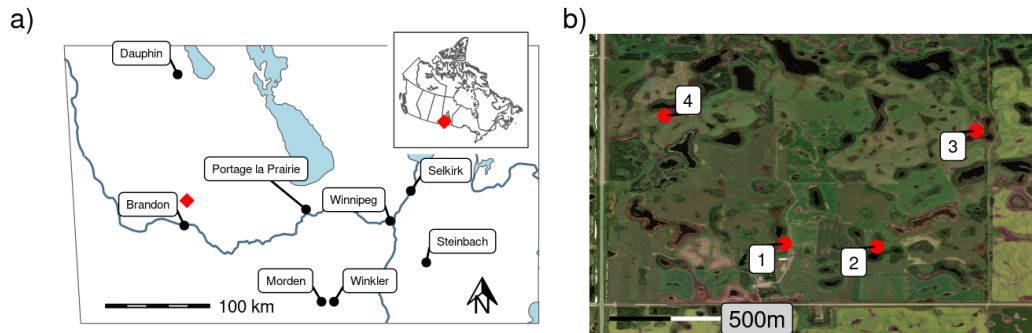 a)
Dauphin
Portage la Prairie
Selkirk
Brandon
Winnipeg
Steinbach
Morden
Winkler
100 km
N
b)
4
3
1
2
500m